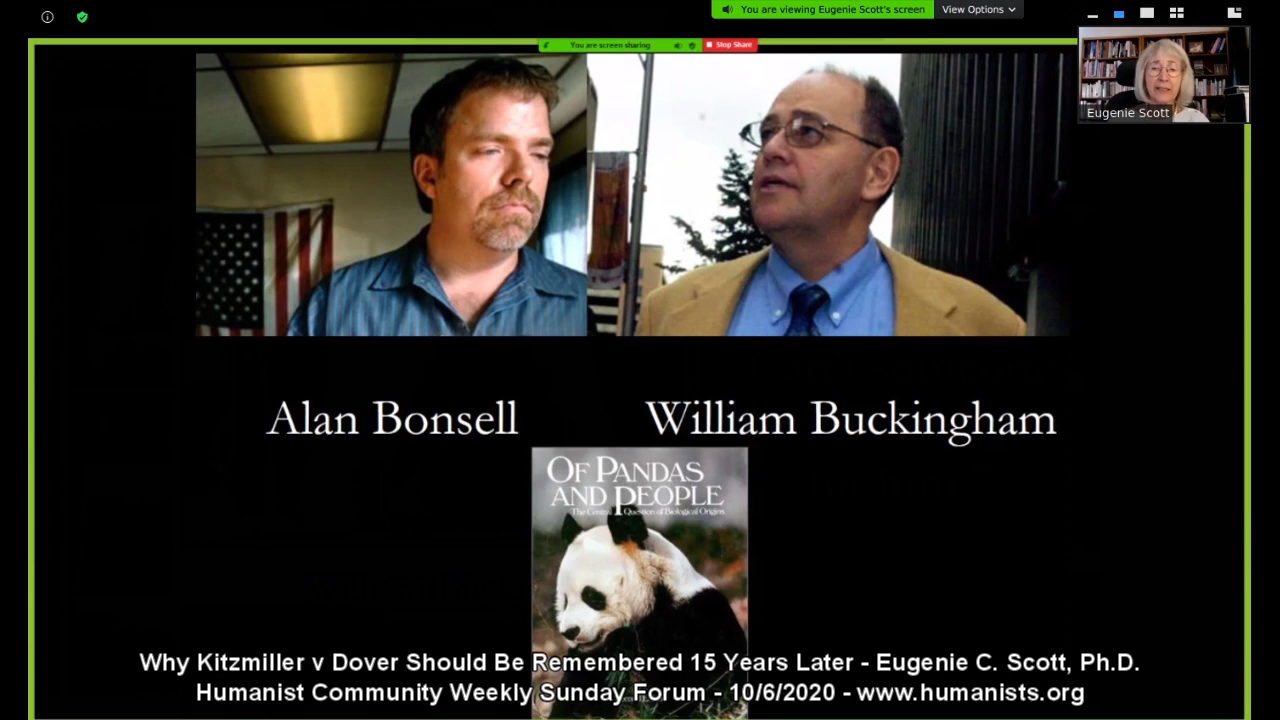 You are viewing Eugenie Scott's screen
View Options
You are screen sharing
Stop Share
Eugenie Scott
Alan Bonsell
William Buckingham
OF PANDAS
AND PEOPLE
The Central Question of Biological Origins
Why Kitzmiller v Dover Should Be Remembered 15 Years Later - Eugenie C. Scott, Ph.D.
Humanist Community Weekly Sunday Forum - 10/6/2020 - www.humanists.org